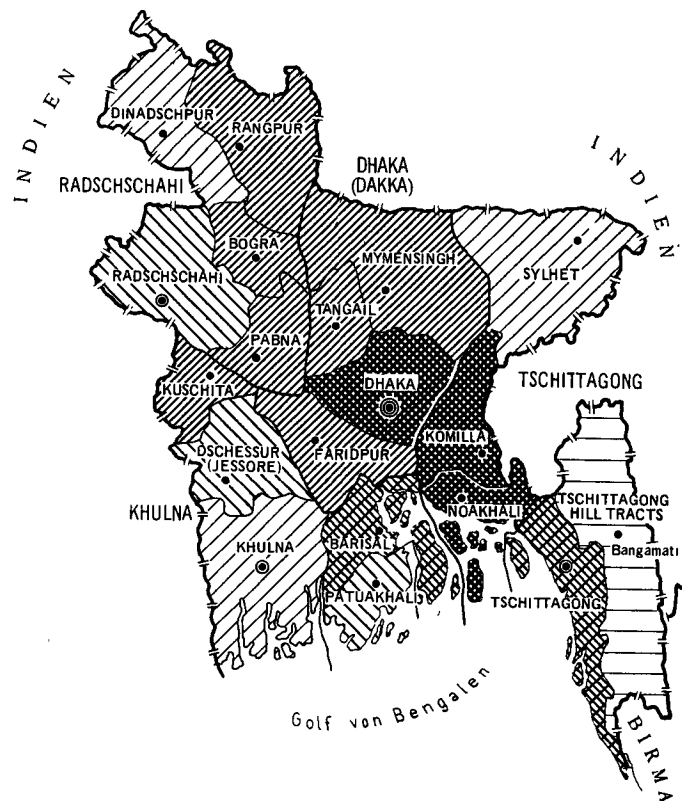 INDIEN
DINADSCHPUR
RANGPUR
INDIEN
DHAKA
(DAKKA)
RADSCHSCHAHI
BOGRA
MYMENSINGH
SYLHET
RADSCHSCHAHI
TANGAIL
PABNA
KUSCHITA
DHAKA
TSCHITTAGONG
KOMILLA
DSCHESSUR
(JESSORE)
FARIDPUR
KHULNA
NOAKHALI
TSCHITTAGONG
HILL TRACTS
KHULNA
BARISAL
Bangamati
PATUAKHALI
TSCHITTAGONG
Golf von Bengalen
BIRMA